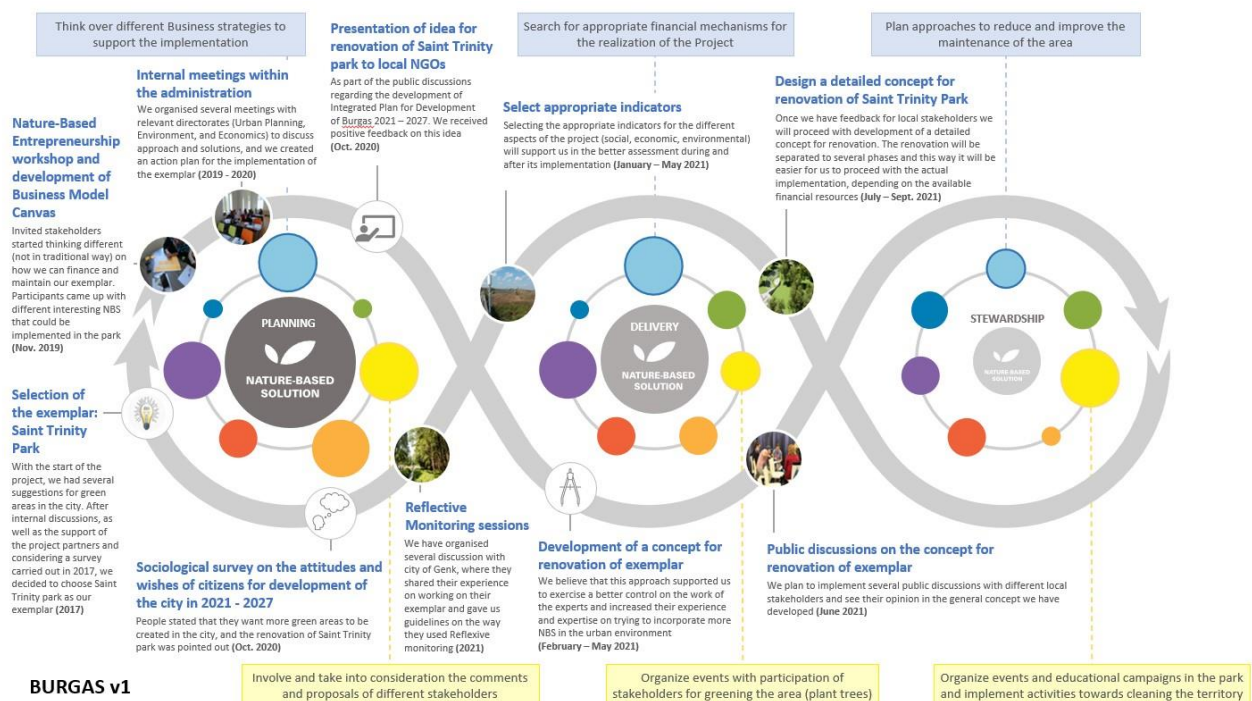 Think over different Business strategies to
support the implementation
Search for appropriate financial mechanisms for
the realization of the Project
Plan approaches to reduce and improve the
maintenance of the area
Nature-Based
Entrepreneurship
workshop and
development of
Business Model
Canvas
Invited stakeholders
started thinking different
(not in traditional way) on
how we can finance and
maintain our exemplar.
Participants came up with
different interesting NBS
that could be
implemented in the park
(Nov. 2019)
Internal meetings within
the administration
We organised several meetings with
relevant directorates (Urban Planning,
Environment, and Economics) to discuss
approach and solutions, and we created
an action plan for the implementation of
the exemplar (2019 - 2020)
Presentation of idea for
renovation of Saint Trinity
park to local NGOs
As part of the public discussions
regarding the development of
Integrated Plan for Development
of Burgas 2021 – 2027. We received
positive feedback on this idea
(Oct. 2020)
Select appropriate indicators
Selecting the appropriate indicators for the different
aspects of the project (social, economic, environmental)
will support us in the better assessment during and
after its implementation (January – May 2021)
Design a detailed concept for
renovation of Saint Trinity Park
Once we have feedback for local stakeholders we
will proceed with development of a detailed
concept for renovation. The renovation will be
separated to several phases and this way it will be
easier for us to proceed with the actual
implementation, depending on the available
financial resources (July – Sept. 2021)
PLANNING
NATURE-BASED
SOLUTION
DELIVERY
NATURE-BASED
SOLUTION
STEWARDSHIP
NATURE-BASED
SOLUTION
Selection of
the exemplar:
Saint Trinity
Park
With the start of the
project, we had several
suggestions for green
areas in the city. After
internal discussions, as
well as the support of
the project partners and
considering a survey
carried out in 2017, we
decided to choose Saint
Trinity park as our
exemplar (2017)
Sociological survey on the attitudes and
wishes of citizens for development of
the city in 2021 - 2027
People stated that they want more green areas to be
created in the city, and the renovation of Saint Trinity
park was pointed out (Oct. 2020)
Reflective
Monitoring sessions
We have organised
several discussion with
city of Genk, where they
shared their experience
on working on their
exemplar and gave us
guidelines on the way
they used Reflexive
monitoring (2021)
Development of a concept for
renovation of exemplar
We believe that this approach supported us
to exercise a better control on the work of
the experts and increased their experience
and expertise on trying to incorporate more
NBS in the urban environment
(February – May 2021)
Public discussions on the concept for
renovation of exemplar
We plan to implement several public discussions with different local
stakeholders and see their opinion in the general concept we have
developed (June 2021)
BURGAS v1
Involve and take into consideration the comments
and proposals of different stakeholders
Organize events with participation of
stakeholders for greening the area (plant trees)
Organize events and educational campaigns in the park
and implement activities towards cleaning the territory